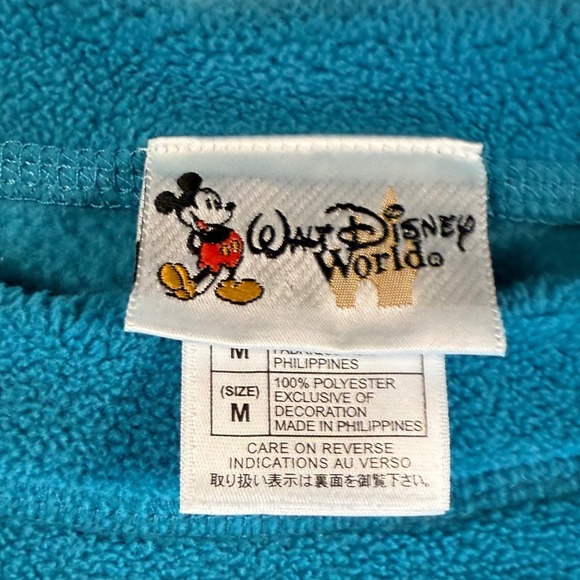 WALT DISNEY
World
M
PHILIPPINES
(SIZE)
M
100% POLYESTER
EXCLUSIVE OF
DECORATION
MADE IN PHILIPPINES
CARE ON REVERSE
INDICATIONS AU VERSO
取り扱い表示は裏面を御覧下さい。